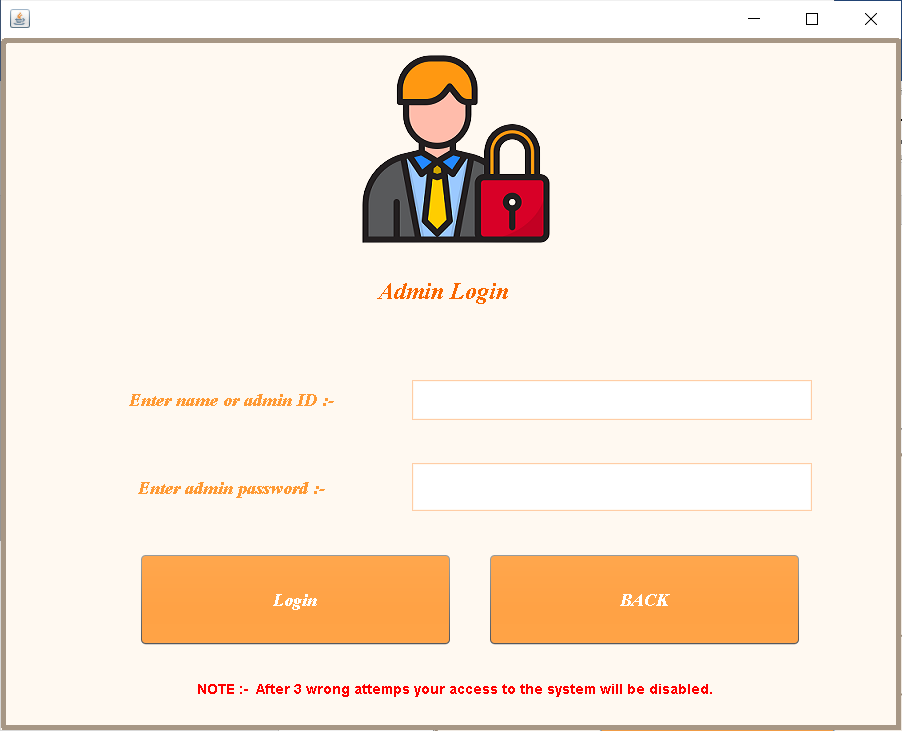 Admin Login
Enter name or admin ID :-
Enter admin password :-
Login
BACK
NOTE :-  After 3 wrong attemps your access to the system will be disabled.